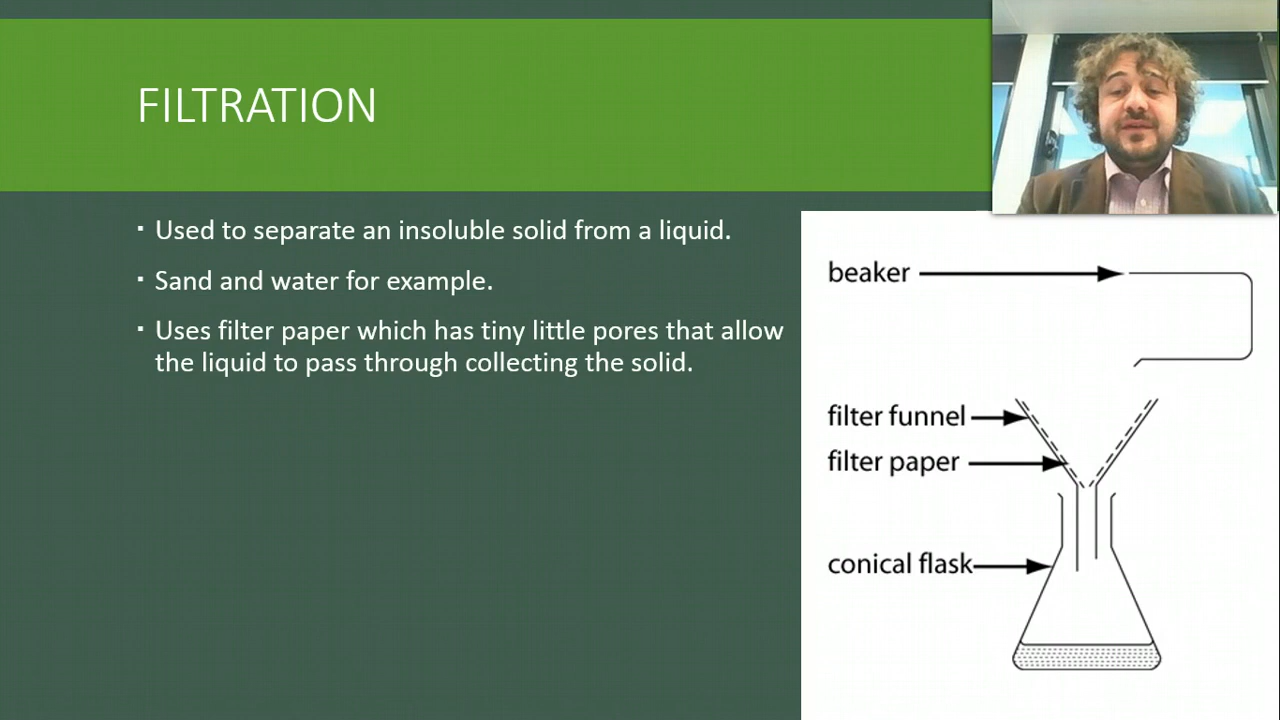 FILTRATION
▪ Used to separate an insoluble solid from a liquid.
▪ Sand and water for example.
▪ Uses filter paper which has tiny little pores that allow
the liquid to pass through collecting the solid.
beaker
filter funnel
filter paper
conical flask